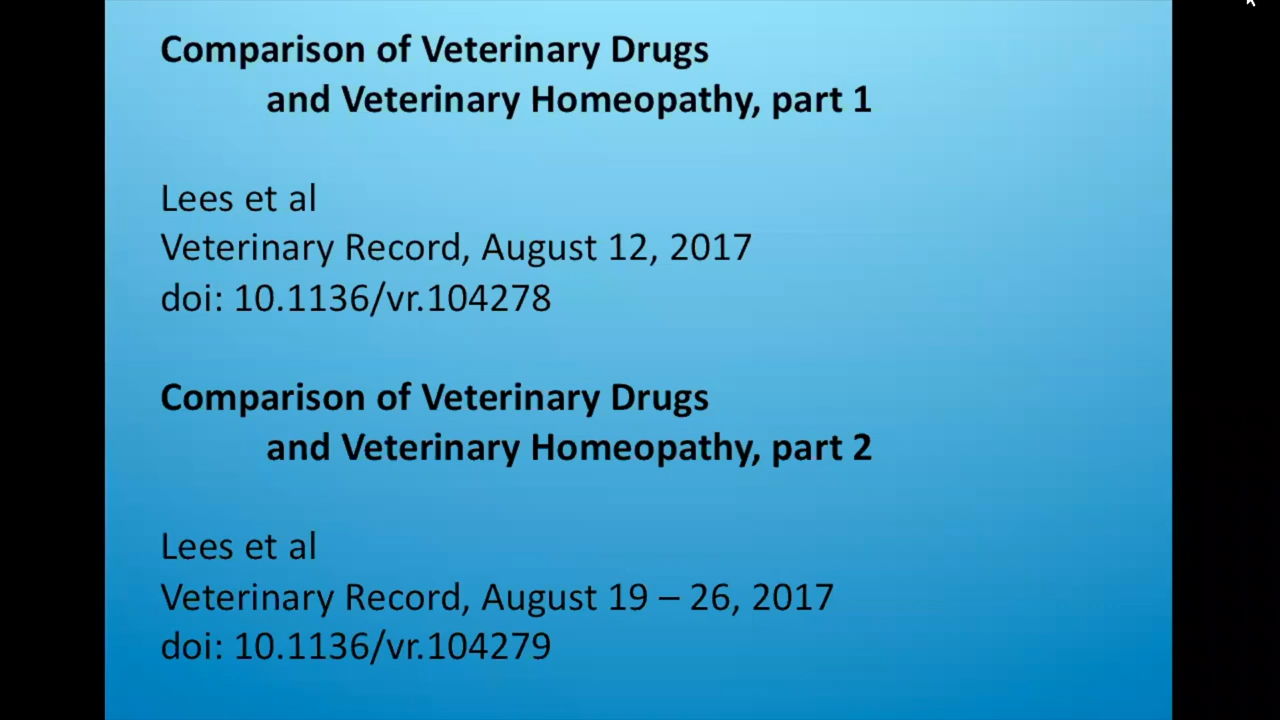 Comparison of Veterinary Drugs
and Veterinary Homeopathy, part 1
Lees et al
Veterinary Record, August 12, 2017
doi: 10.1136/vr.104278
Comparison of Veterinary Drugs
and Veterinary Homeopathy, part 2
Lees et al
Veterinary Record, August 19 – 26, 2017
doi: 10.1136/vr.104279